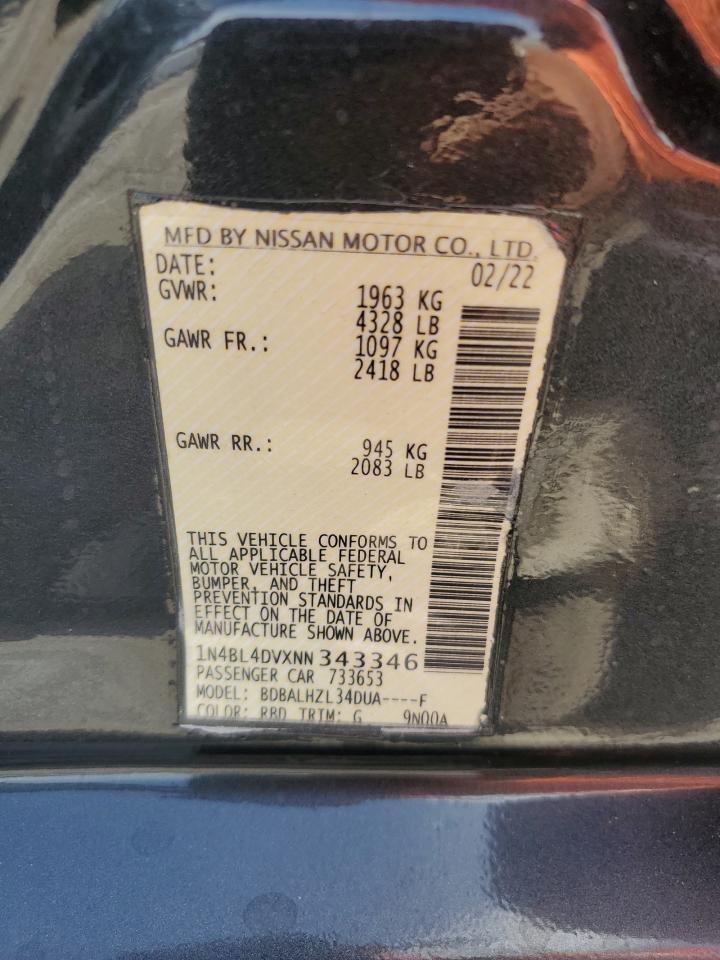 MFD BY NISSAN MOTOR CO., LTD.
DATE: 02/22
GVWR: 1963 KG
4328 LB
GAWR FR.: 1097 KG
2418 LB
GAWR RR.: 945 KG
2083 LB
THIS VEHICLE CONFORMS TO
ALL APPLICABLE FEDERAL
MOTOR VEHICLE SAFETY,
BUMPER, AND THEFT
PREVENTION STANDARDS IN
EFFECT ON THE DATE OF
MANUFACTURE SHOWN ABOVE.
1N4BL4DVXNN343346
PASSENGER CAR 733653
MODEL: BDBALHZL34DUA----F
COLOR: RBD TRIM: G 9N00A